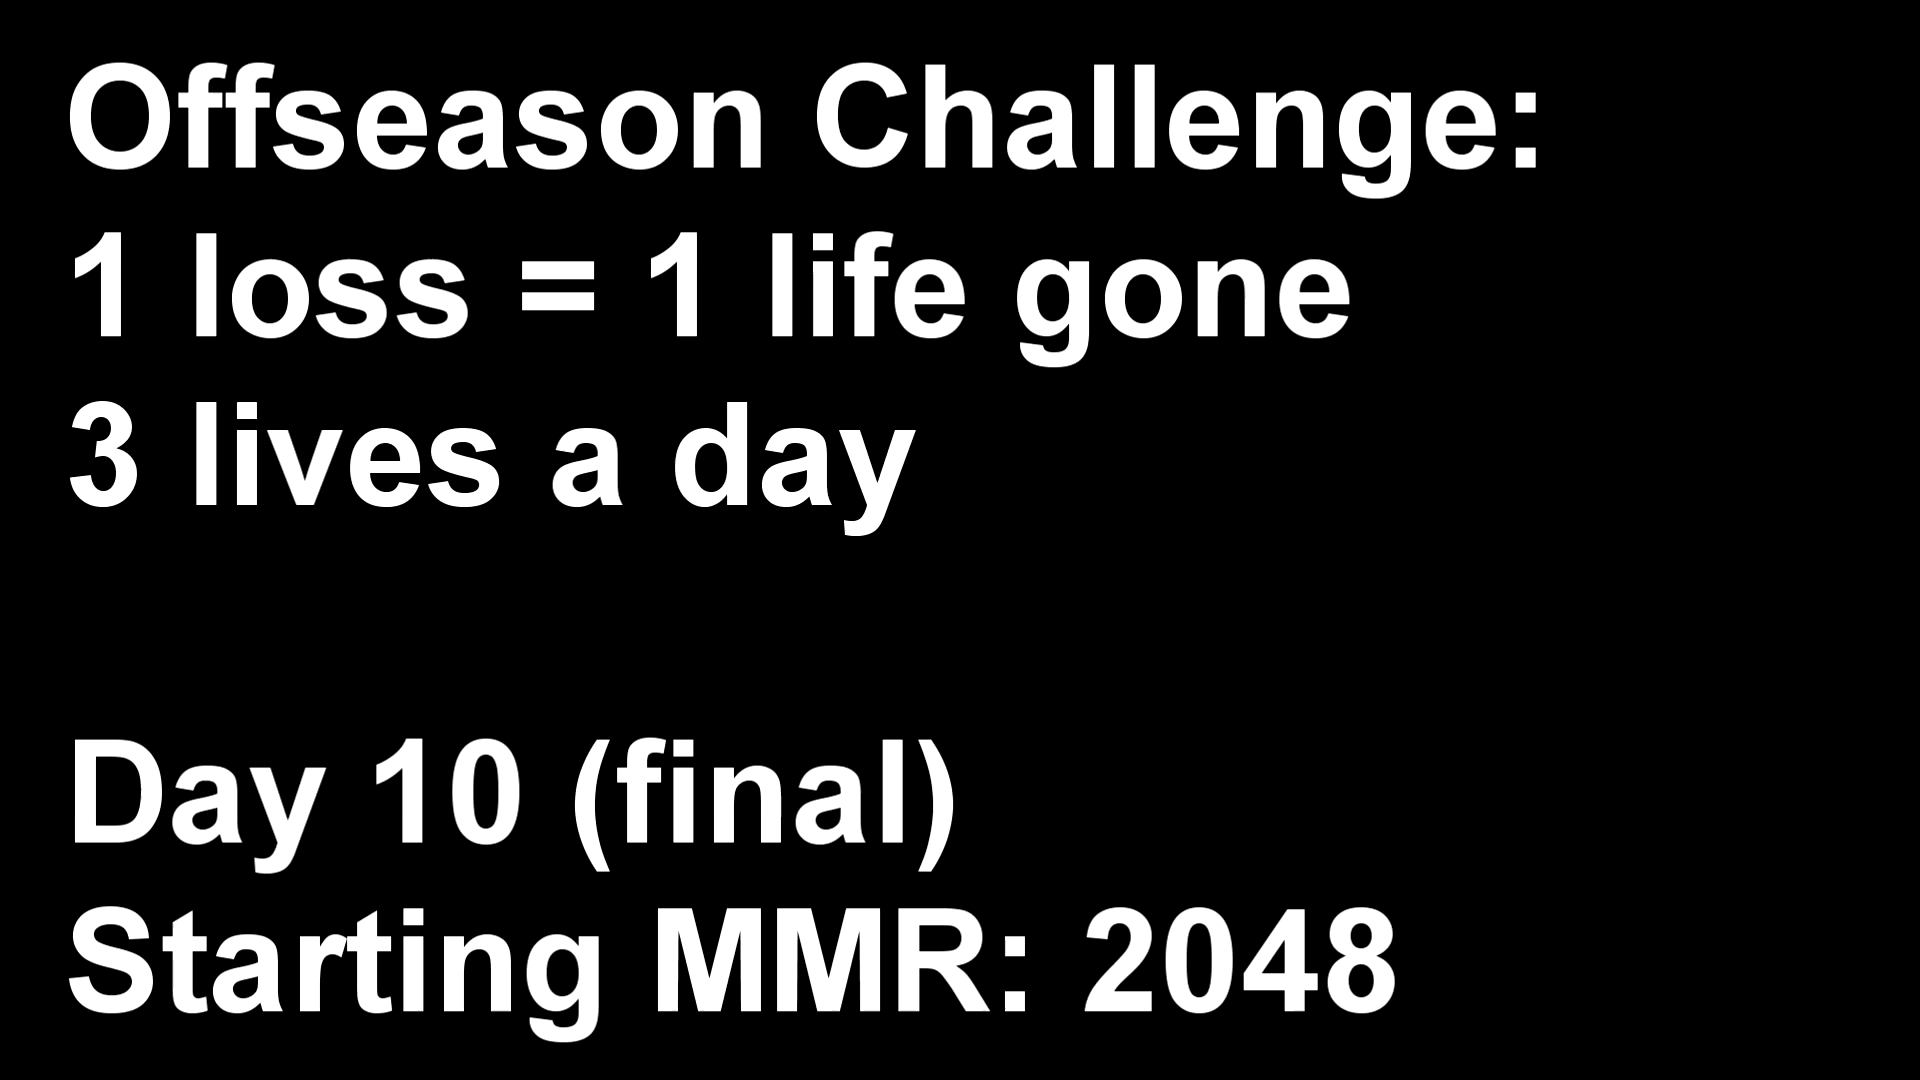 Offseason Challenge:
1 loss = 1 life gone
3 lives a day
Day 10 (final)
Starting MMR: 2048